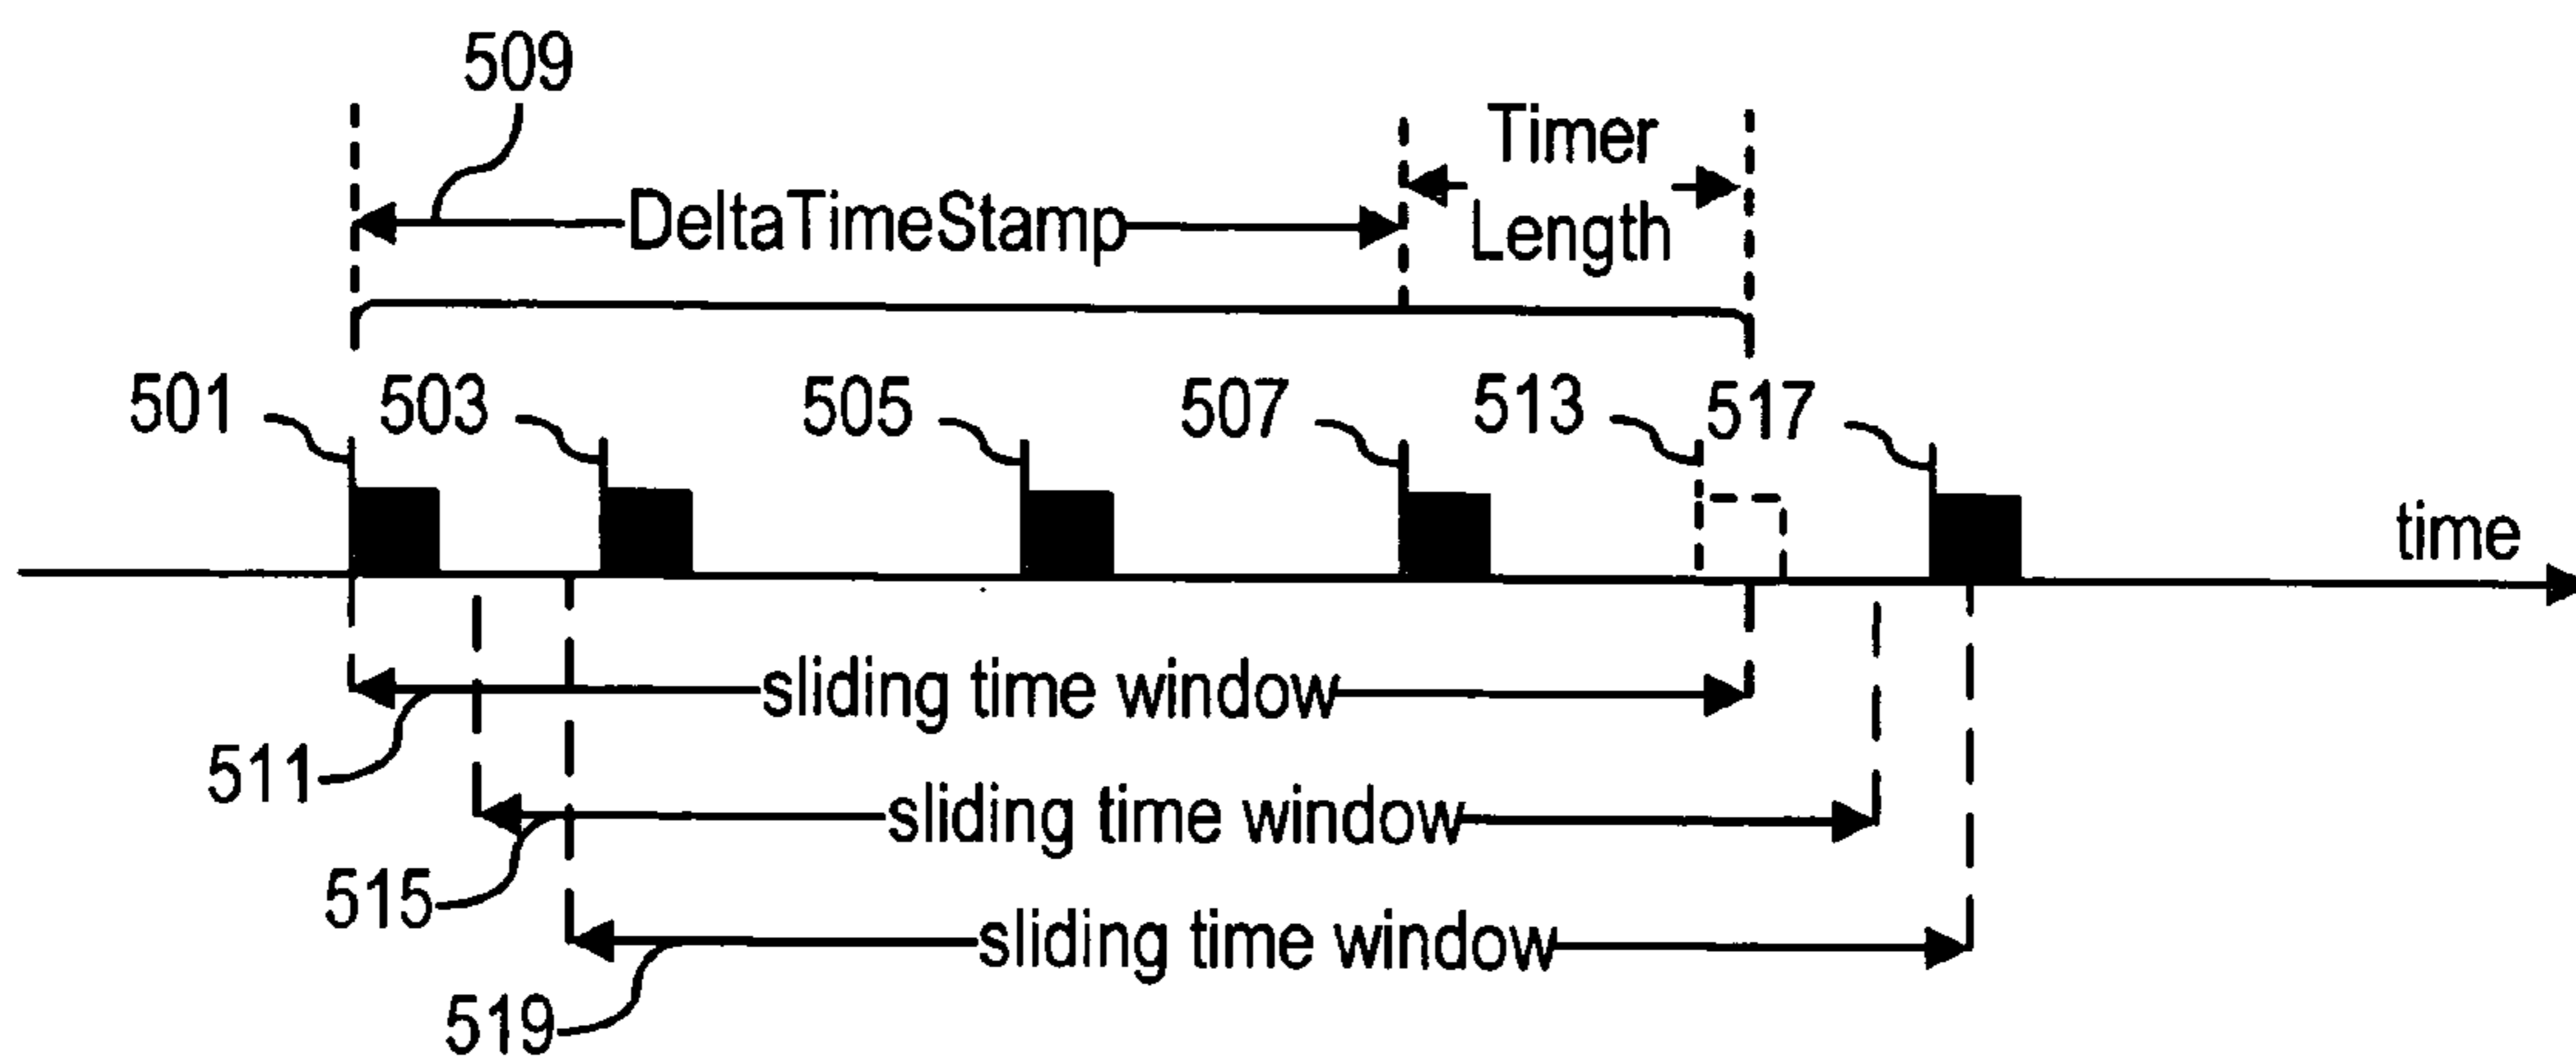 509
Timer
Length
DeltaTimeStamp
501
503
505
507
513
517
time
sliding time window
511
sliding time window
515
sliding time window
519